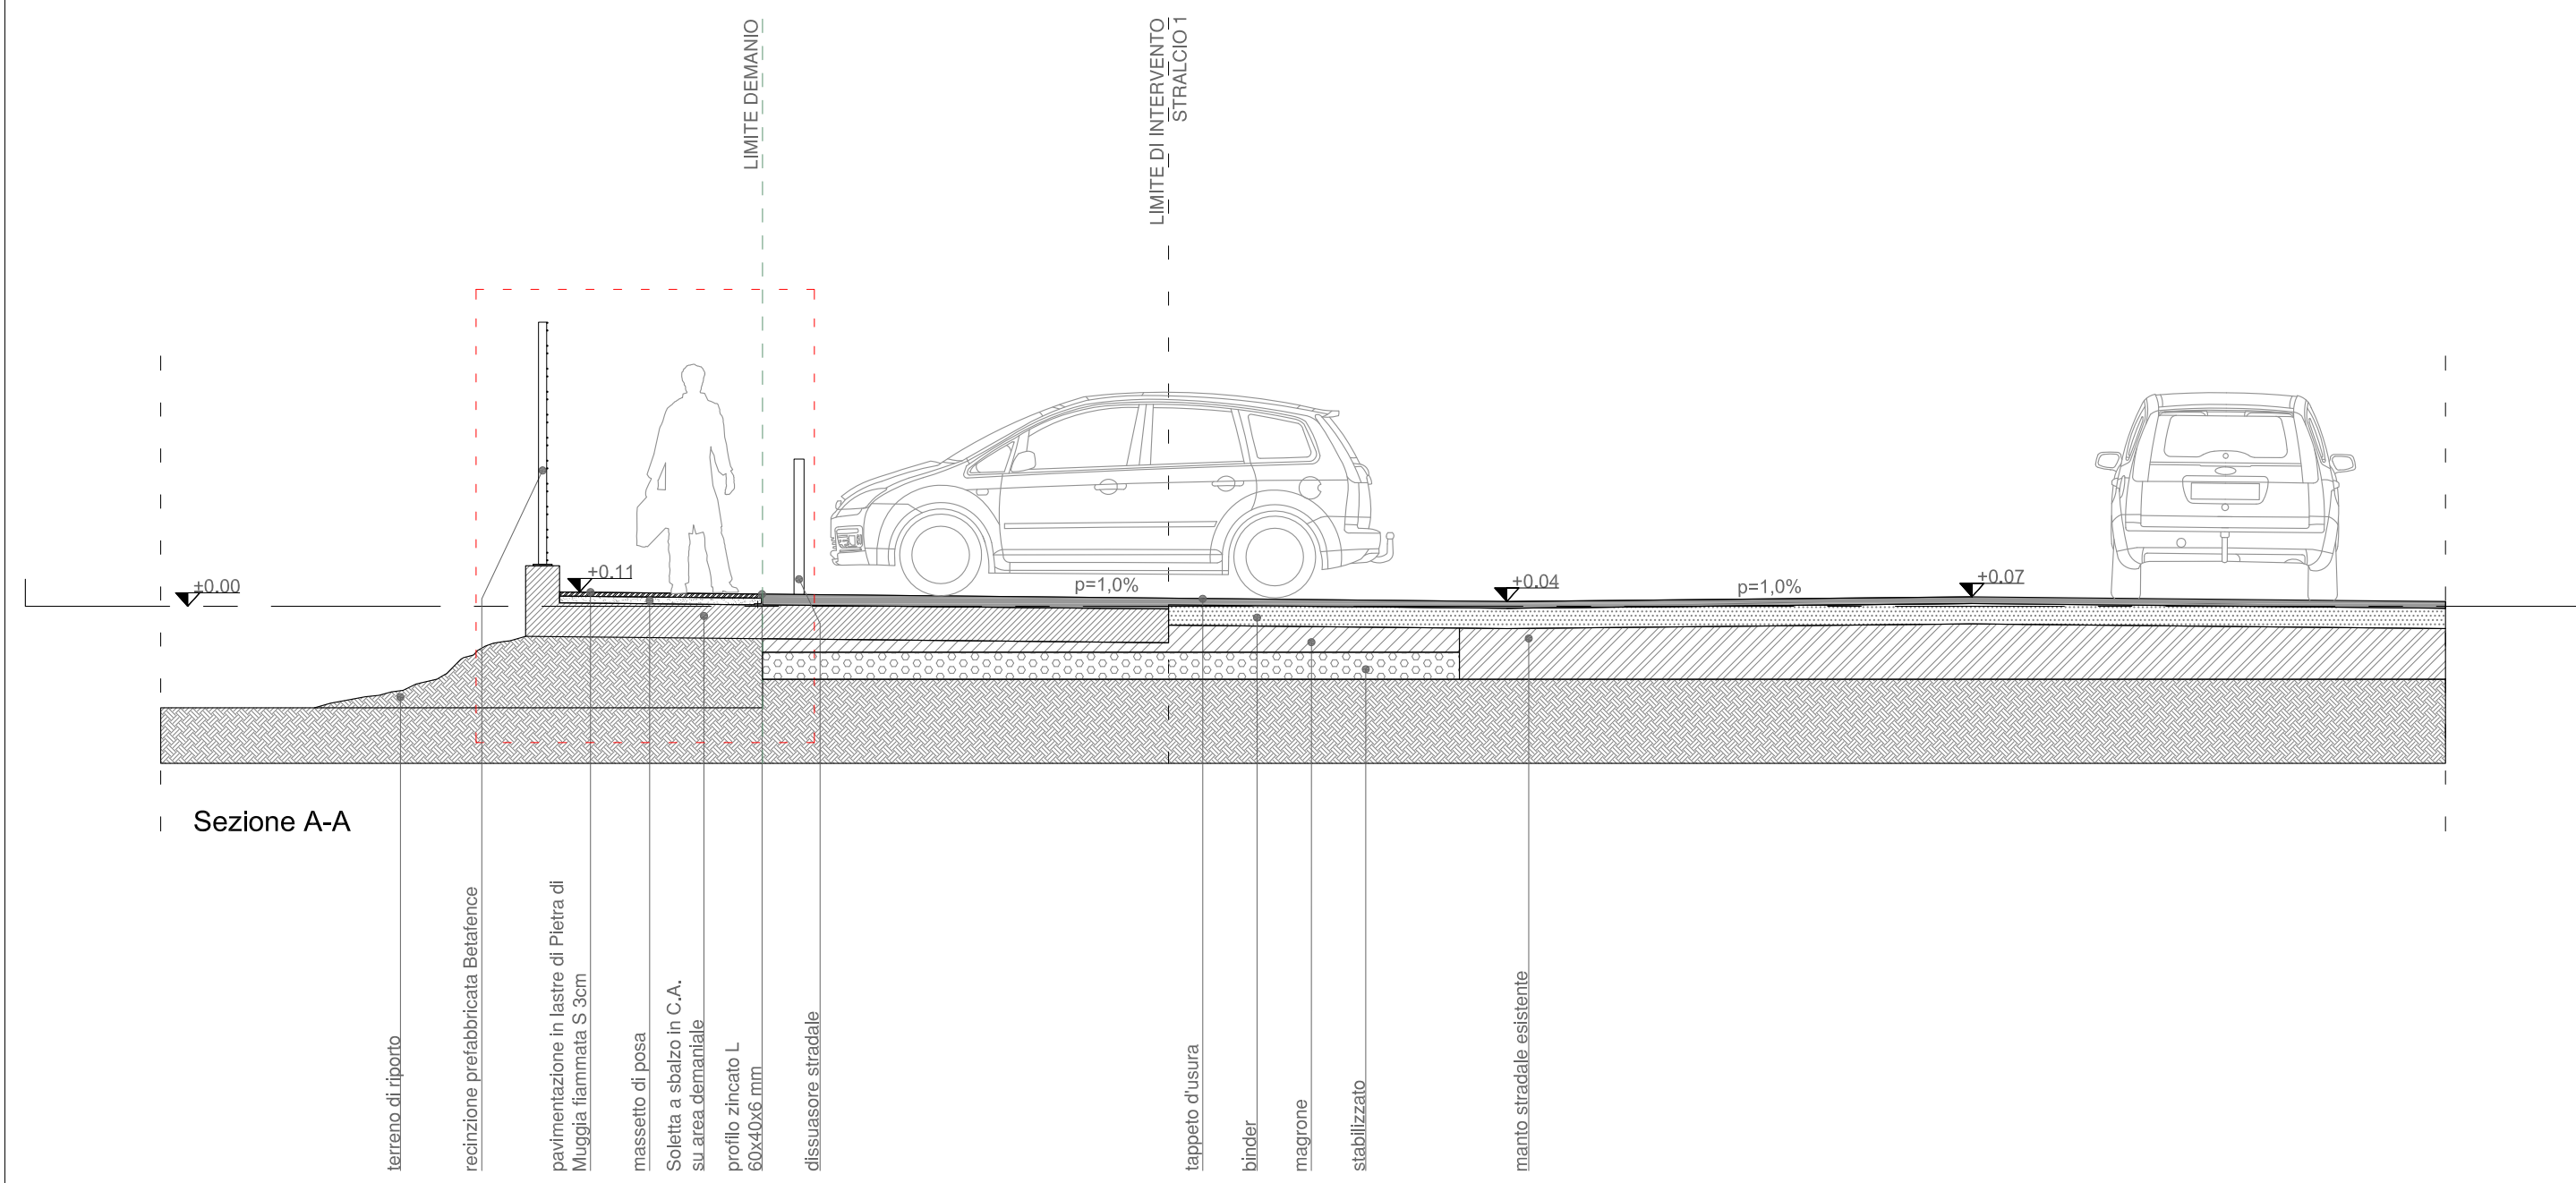 LIMITE DEMANIO
LIMITE DI INTERVENTO
STRALCIO 1
±0.00
+0.11
p=1,0%
+0.04
p=1,0%
+0.07
Sezione A-A
terreno di riporto
recinzione prefabbricata Betafence
pavimentazione in lastre di Pietra di
Muggia fiammata S 3cm
massetto di posa
Soletta a sbalzo in C.A.
su area demaniale
profilo zincato L
60x40x6 mm
dissuasore stradale
tappeto d'usura
binder
magrone
stabilizzato
manto stradale esistente